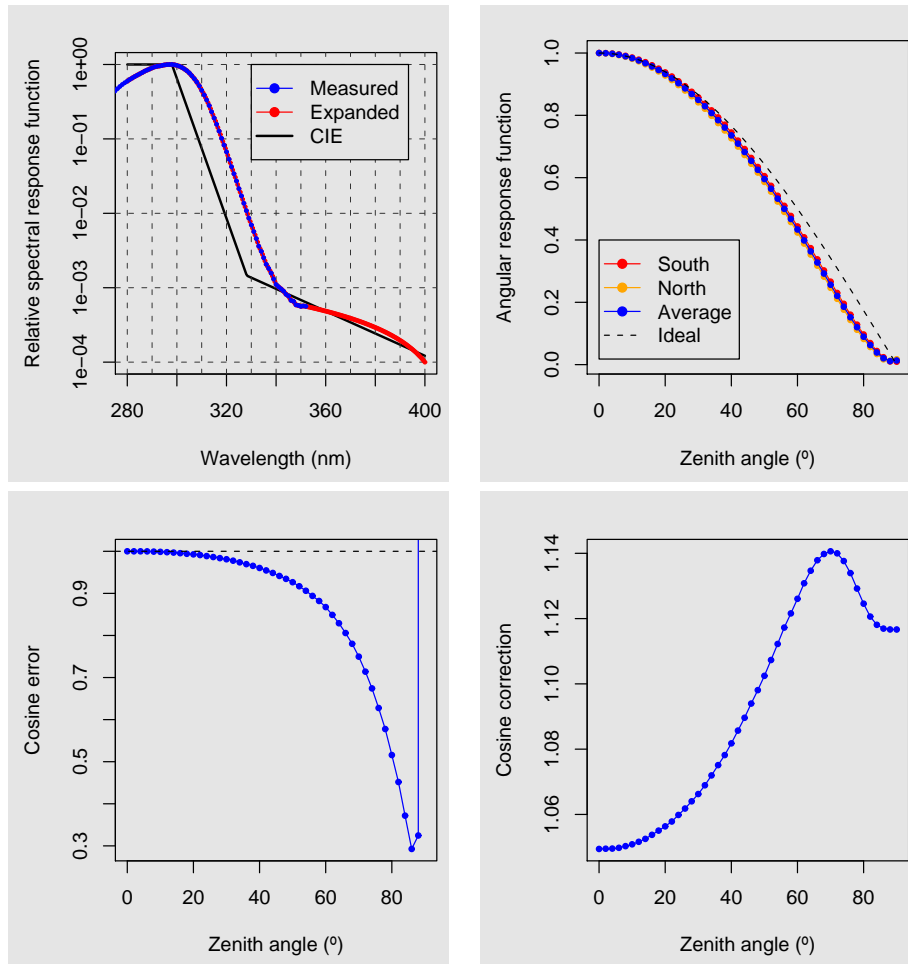 Relative spectral response function
1e+00
1e-01
1e-02
1e-03
1e-04
Measured
Expanded
CIE
280 320 360 400
Wavelength (nm)
Angular response function
1.0
0.8
0.6
0.4
0.2
0.0
South
North
Average
Ideal
0 20 40 60 80
Zenith angle (º)
Cosine error
0.9
0.7
0.5
0.3
0 20 40 60 80
Zenith angle (º)
Cosine correction
1.14
1.12
1.10
1.08
1.06
0 20 40 60 80
Zenith angle (º)